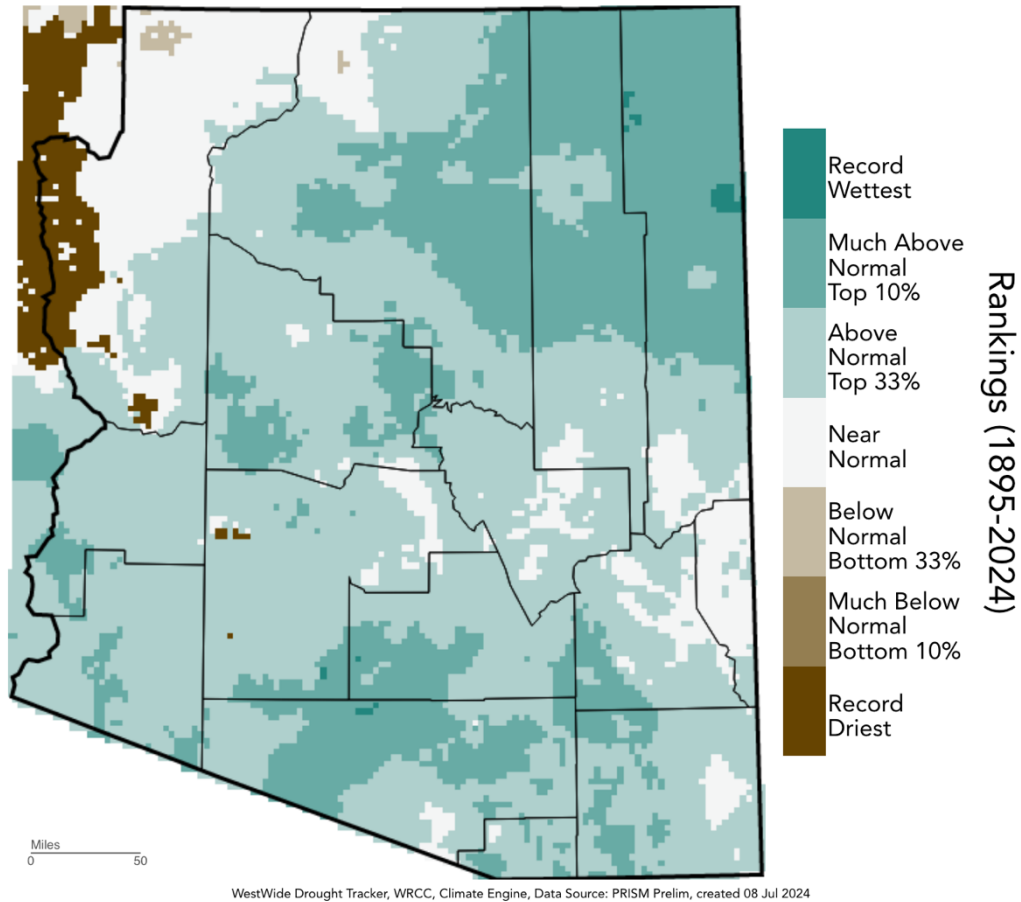 Record
Wettest
Much Above
Normal
Top 10%
Above
Normal
Top 33%
Near
Normal
Below
Normal
Bottom 33%
Much Below
Normal
Bottom 10%
Record
Driest
Rankings (1895-2024)
Miles
0 50
WestWide Drought Tracker, WRCC, Climate Engine, Data Source: PRISM Prelim, created 08 Jul 2024